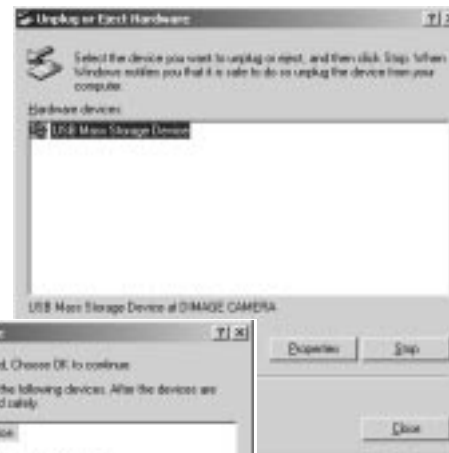 Unplug or Eject Hardware
Select the device you want to unplug or eject, and then click Stop. When
Windows notifies you that it is safe to do so unplug the device from your
computer.
Hardware devices:
USB Mass Storage Device
USB Mass Storage Device at DIMAGE CAMERA
Properties
Stop
Close
d, Choose OK to continue.
the following devices. After the devices are
d safely.